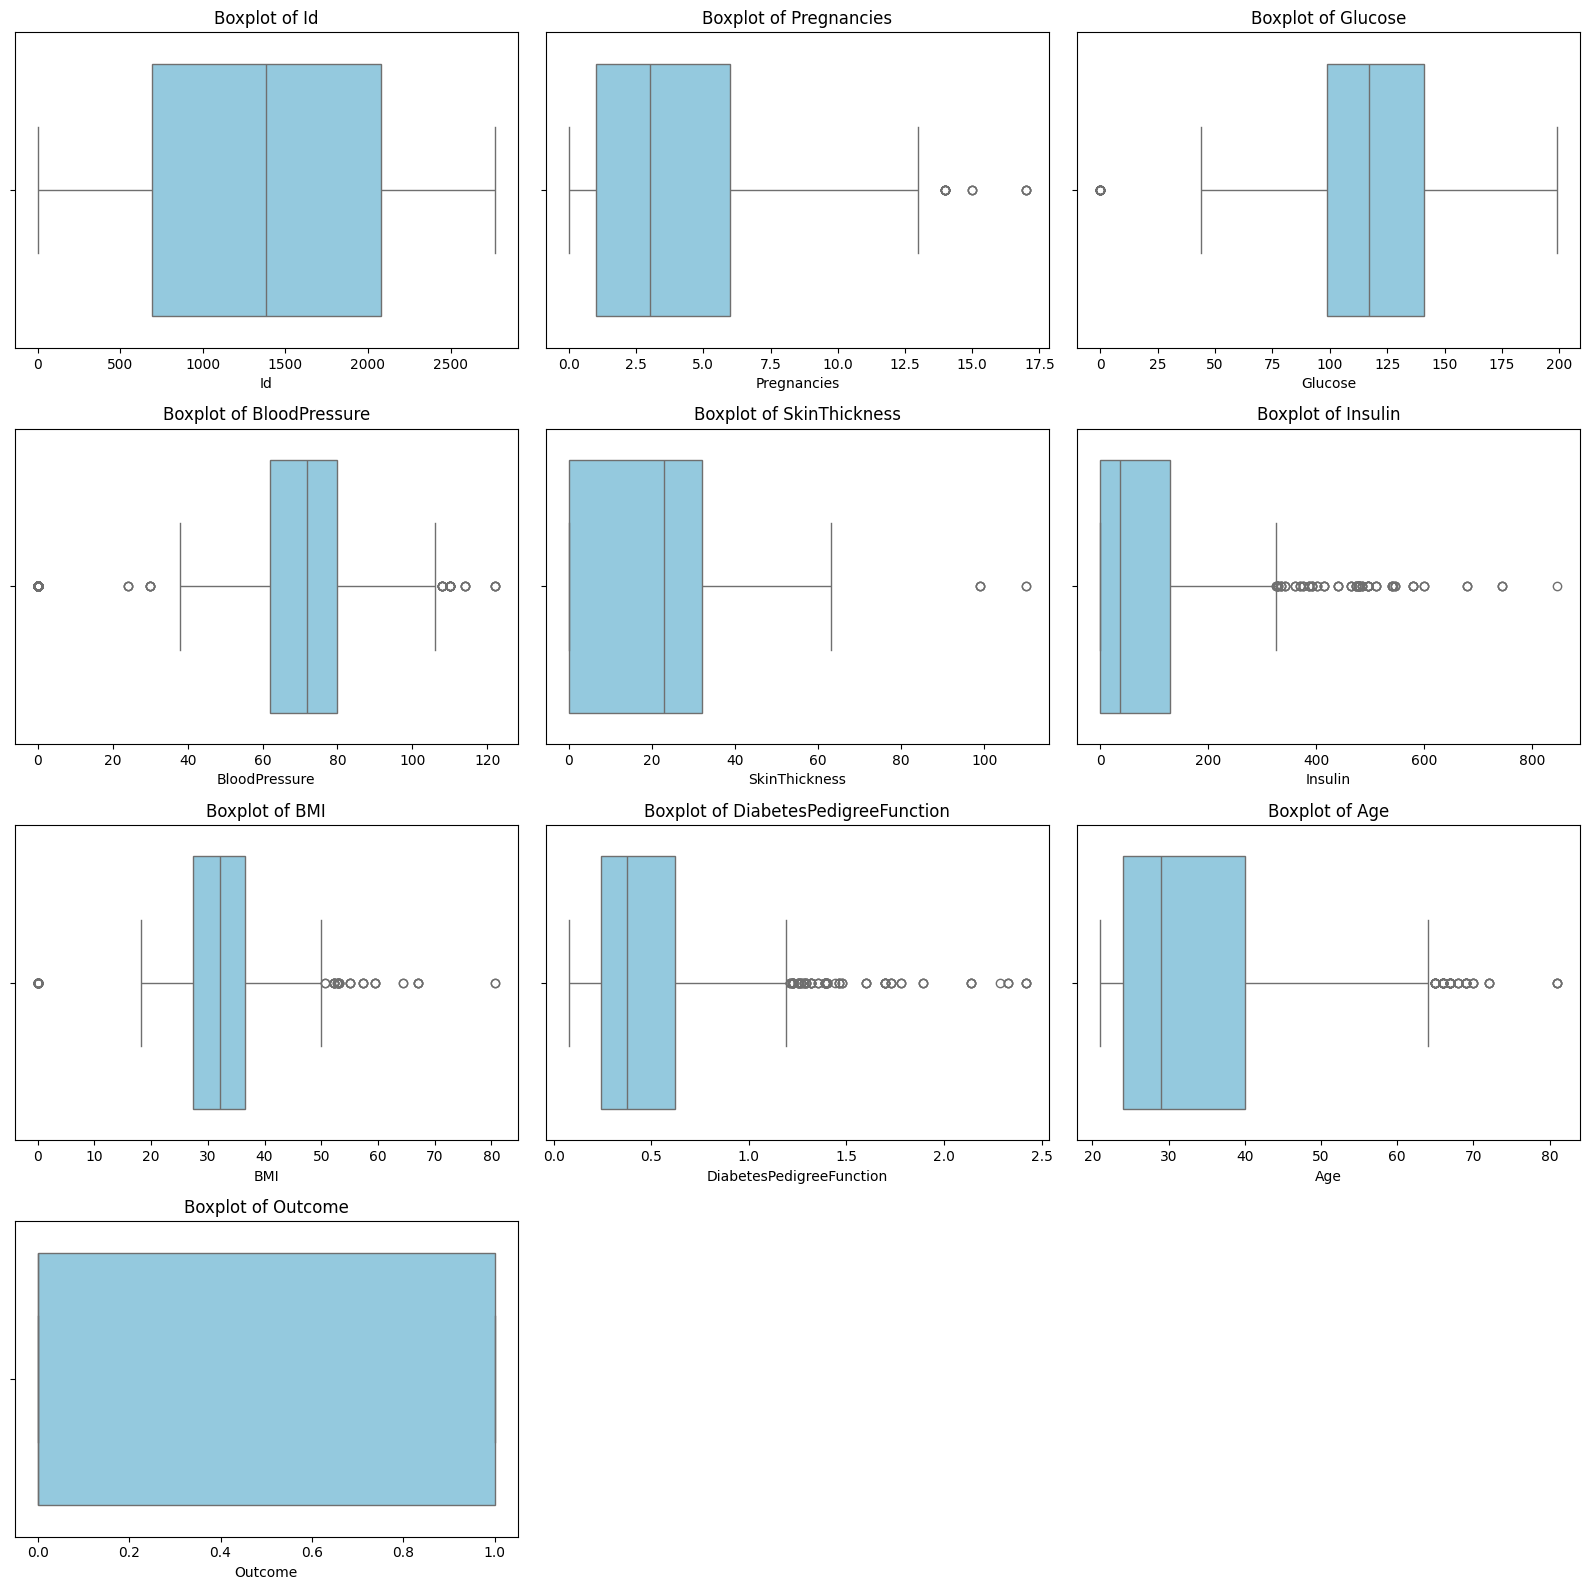 Boxplot of Id
Boxplot of Pregnancies
Boxplot of Glucose
0 500 1000 1500 2000 2500
0.0 2.5 5.0 7.5 10.0 12.5 15.0 17.5
0 25 50 75 100 125 150 175 200
Id
Pregnancies
Glucose
Boxplot of BloodPressure
Boxplot of SkinThickness
Boxplot of Insulin
0 20 40 60 80 100 120
0 20 40 60 80 100
0 200 400 600 800
BloodPressure
SkinThickness
Insulin
Boxplot of BMI
Boxplot of DiabetesPedigreeFunction
Boxplot of Age
0 10 20 30 40 50 60 70 80
0.0 0.5 1.0 1.5 2.0 2.5
20 30 40 50 60 70 80
BMI
DiabetesPedigreeFunction
Age
Boxplot of Outcome
0.0 0.2 0.4 0.6 0.8 1.0
Outcome